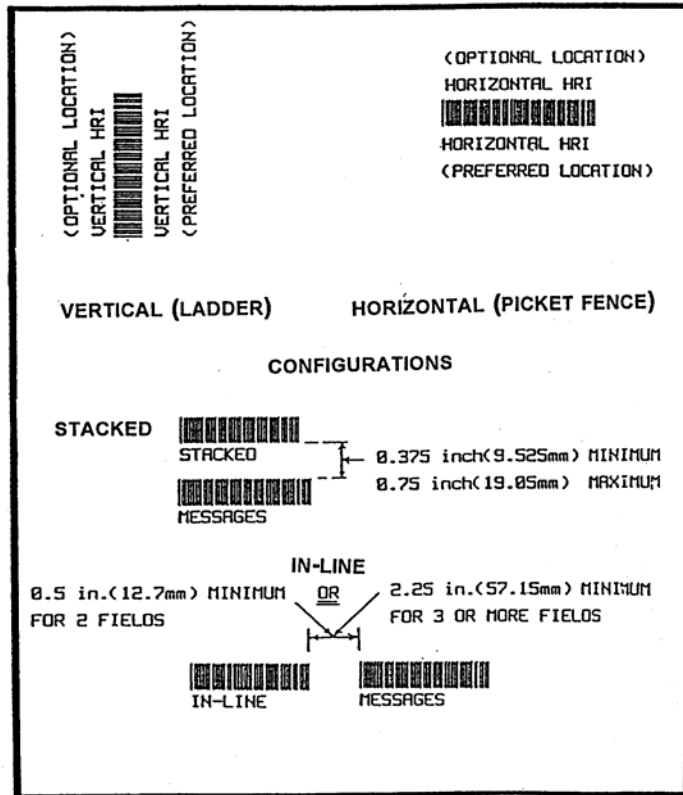 (OPTIONAL LOCATION)
VERTICAL HRI
VERTICAL HRI
(PREFERRED LOCATION)
(OPTIONAL LOCATION)
HORIZONTAL HRI
HORIZONTAL HRI
(PREFERRED LOCATION)
VERTICAL (LADDER)
HORIZONTAL (PICKET FENCE)
CONFIGURATIONS
STACKED
STACKED
MESSAGES
0.375 inch(9.525mm) MINIMUM
0.75 inch(19.05mm) MAXIMUM
IN-LINE
OR
0.5 in.(12.7mm) MINIMUM
FOR 2 FIELDS
2.25 in.(57.15mm) MINIMUM
FOR 3 OR MORE FIELDS
IN-LINE
MESSAGES